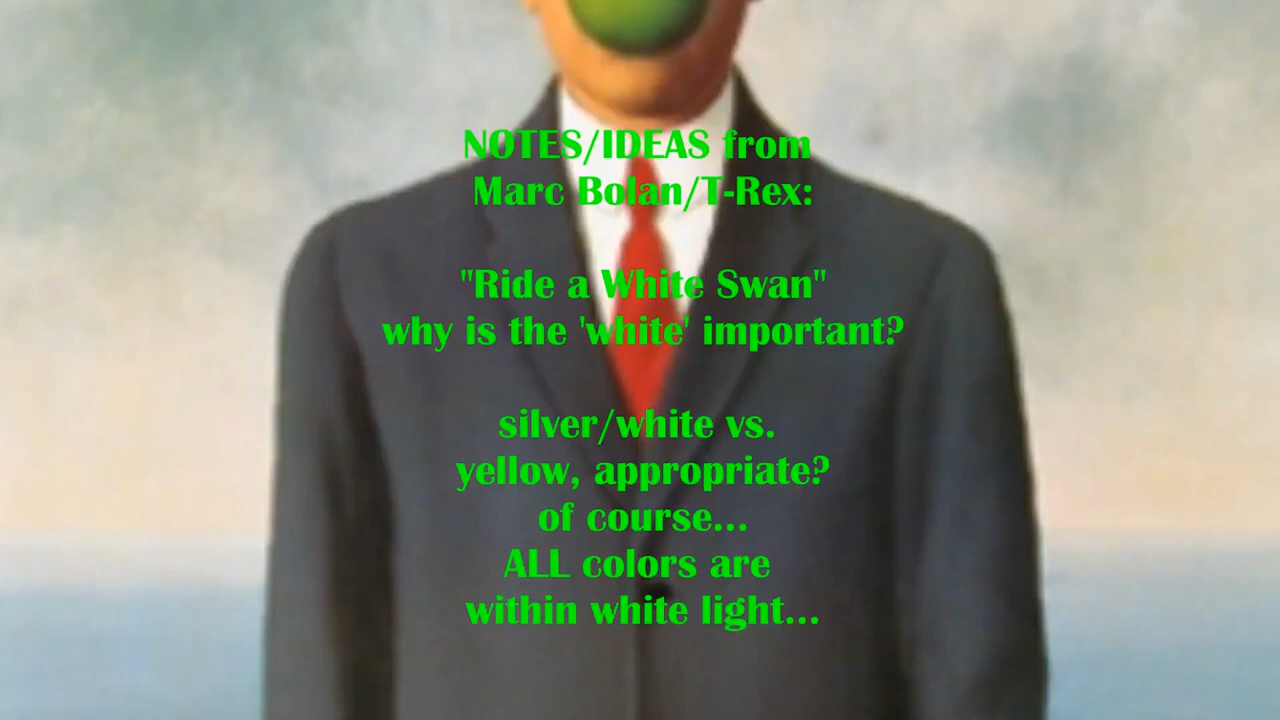 NOTES/IDEAS from
Marc Bolan/T-Rex:
"Ride a White Swan"
why is the 'white' important?
silver/white vs.
yellow, appropriate?
of course...
ALL colors are
within white light...